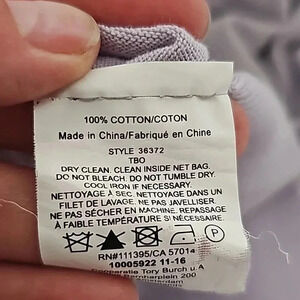 100% COTTON/COTON
Made in China/Fabriqué en Chine
STYLE 36372
TBO
DRY CLEAN. CLEAN INSIDE NET BAG.
DO NOT BLEACH. DO NOT TUMBLE DRY.
COOL IRON IF NECESSARY.
NETTOYAGE À SEC. NETTOYAGE DANS UN
FILET DE LAVAGE. NE PAS JAVELLISER.
NE PAS SÉCHER EN MACHINE. REPASSAGE
À FAIBLE TEMPÉRATURE SI NÉCESSAIRE.
P
RN#111395/CA 57014
10005922 11-16
Tory Burch u.A
200